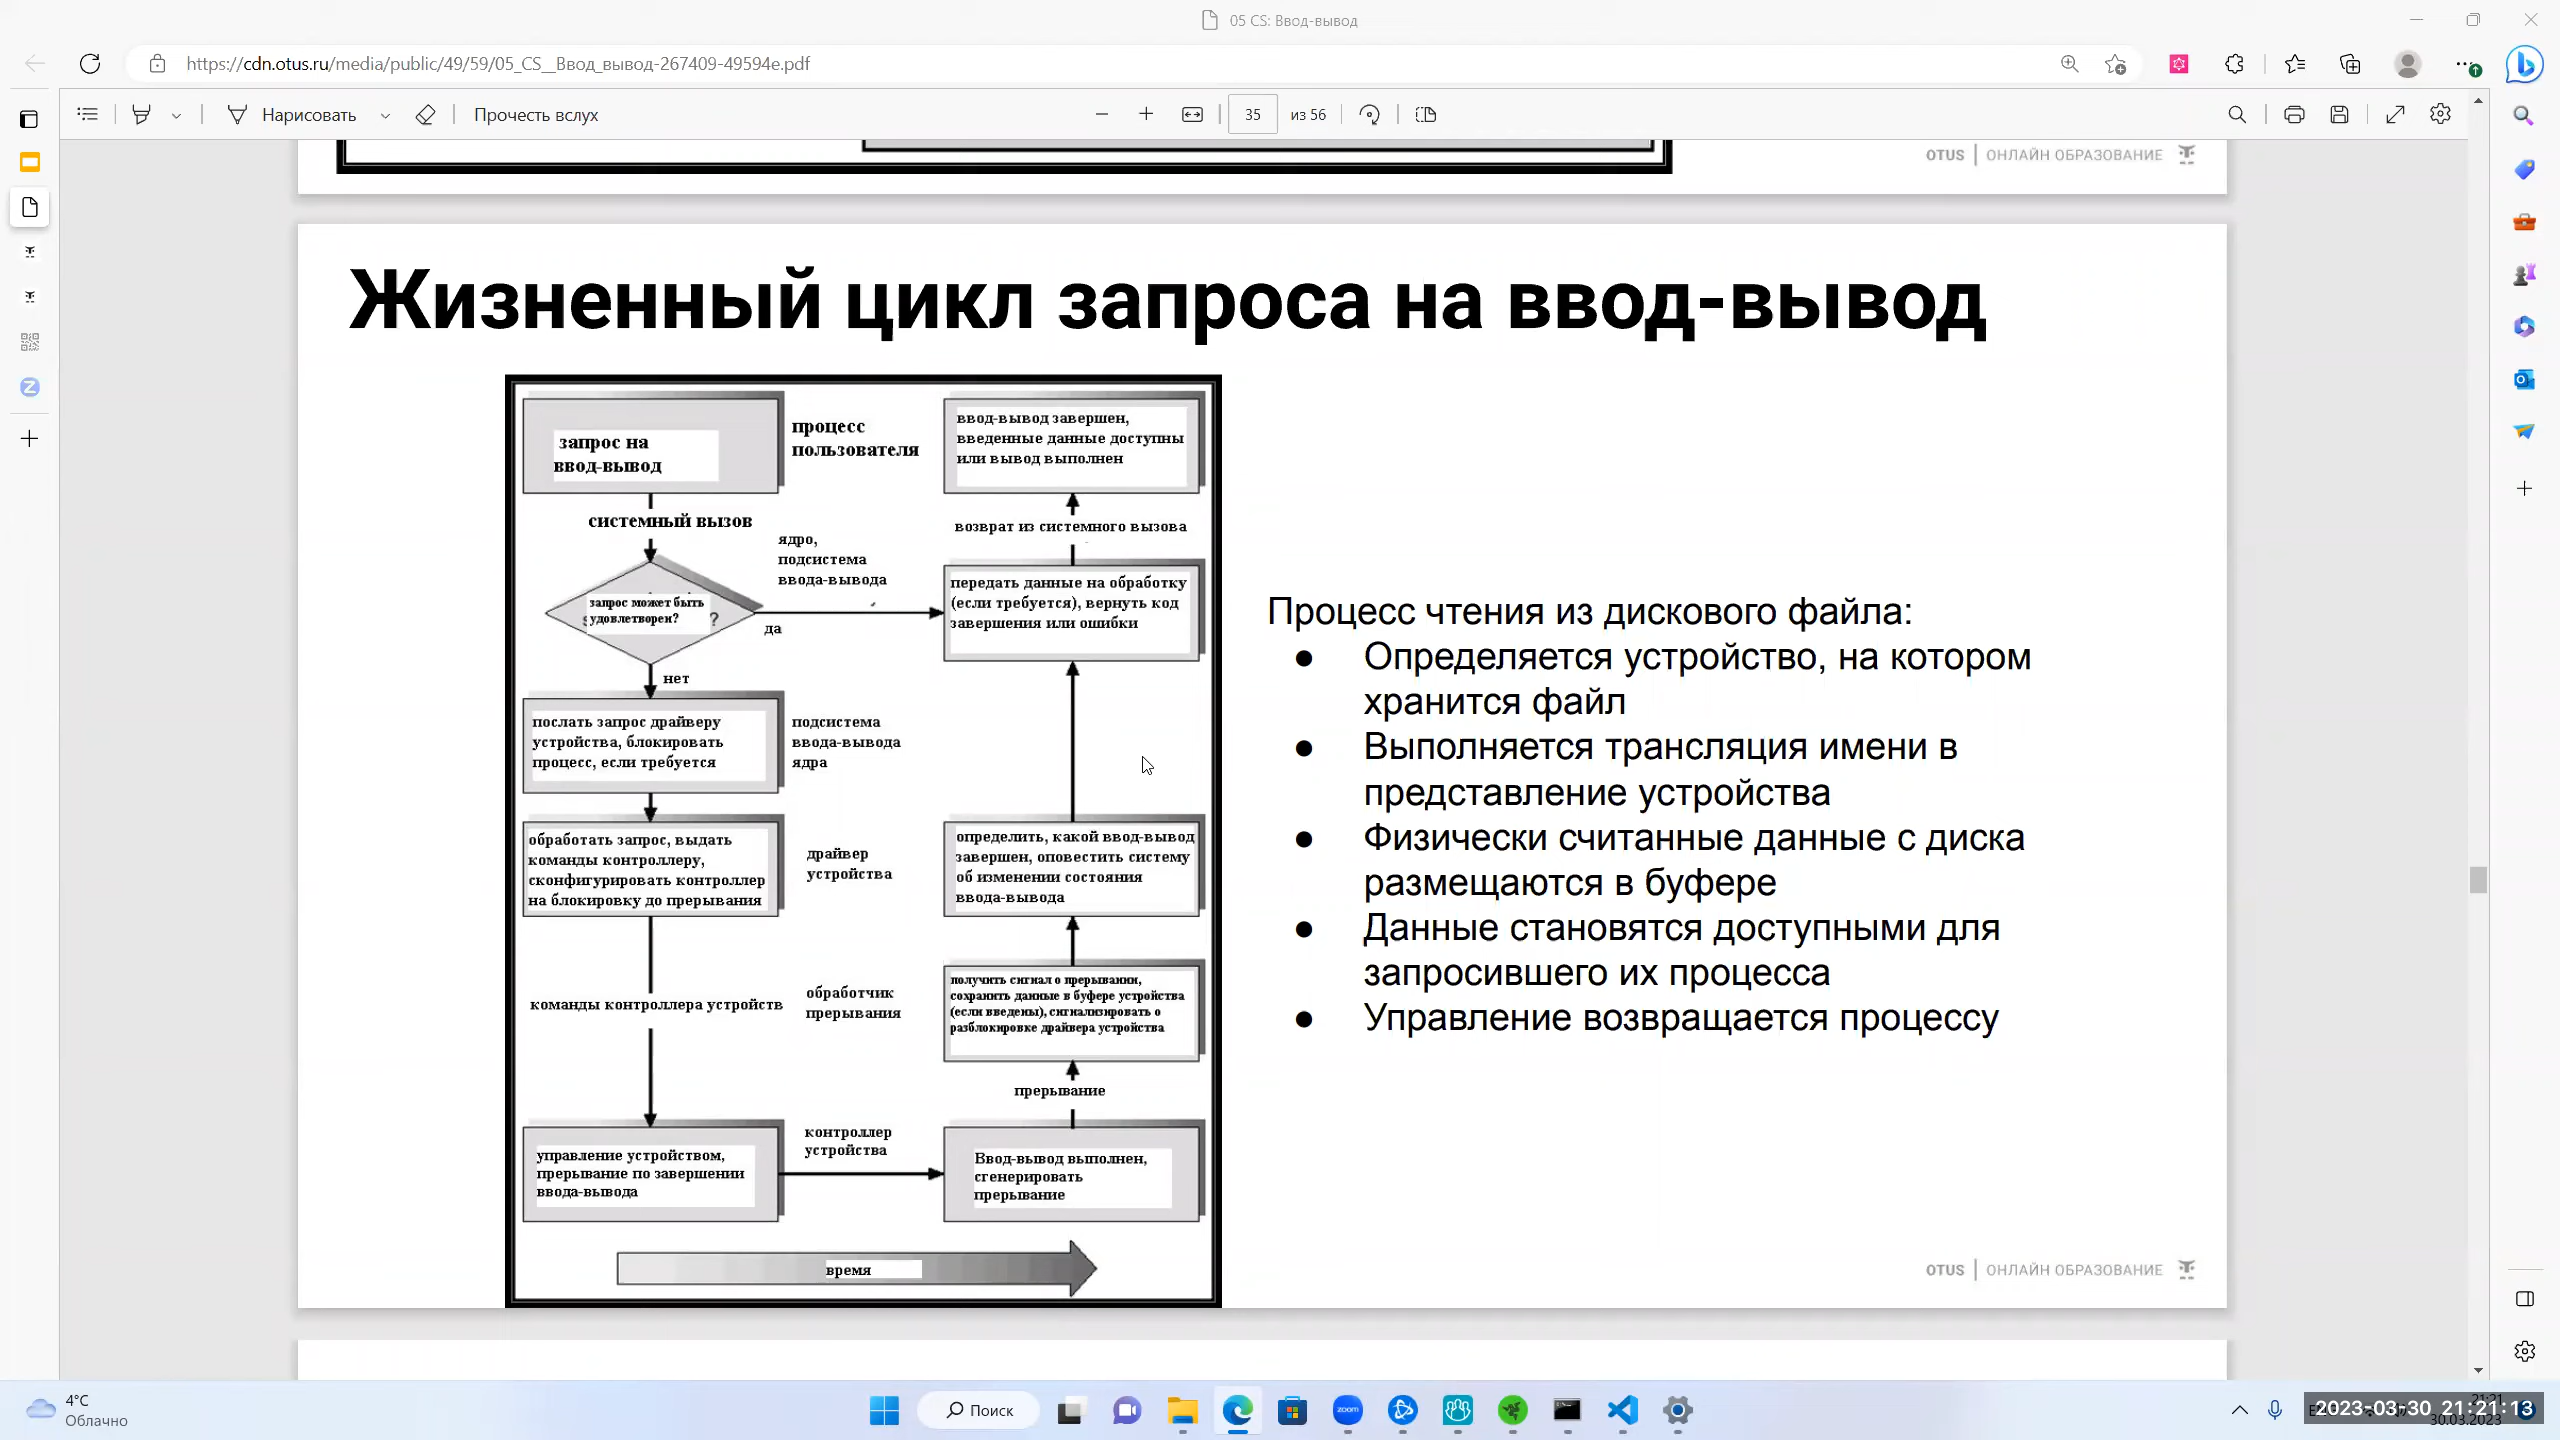 05 CS: Ввод-вывод
https://cdn.otus.ru/media/public/49/59/05_CS__Ввод_вывод-267409-49594e.pdf
Нарисовать
Прочесть вслух
35
из 56
OTUS | ОНЛАЙН ОБРАЗОВАНИЕ
Жизненный цикл запроса на ввод-вывод
запрос на
ввод-вывод
процесс
пользователя
ввод-вывод завершен,
введенные данные доступны
или вывод выполнен
системный вызов
возврат из системного вызова
ядро,
подсистема
ввода-вывода
запрос может быть
удовлетворен?
?
да
передать данные на обработку
(если требуется), вернуть код
завершения или ошибки
нет
послать запрос драйверу
устройства, блокировать
процесс, если требуется
подсистема
ввода-вывода
ядра
обработать запрос, выдать
команды контроллеру,
сконфигурировать контроллер
на блокировку до прерывания
драйвер
устройства
определить, какой ввод-вывод
завершен, оповестить систему
об изменении состояния
ввода-вывода
команды контроллера устройств
обработчик
прерывания
получить сигнал о прерывании,
сохранить данные в буфере устройства
(если введены), сигнализировать о
разблокировке драйвера устройства
прерывание
управление устройством,
прерывание по завершении
ввода-вывода
контроллер
устройства
Ввод-вывод выполнен,
сгенерировать
прерывание
время
Процесс чтения из дискового файла:
● Определяется устройство, на котором
хранится файл
● Выполняется трансляция имени в
представление устройства
● Физически считанные данные с диска
размещаются в буфере
● Данные становятся доступными для
запросившего их процесса
● Управление возвращается процессу
OTUS | ОНЛАЙН ОБРАЗОВАНИЕ
4°C
Облачно
Поиск
zoom
2023-03-30 21:21:13
30.03.2023